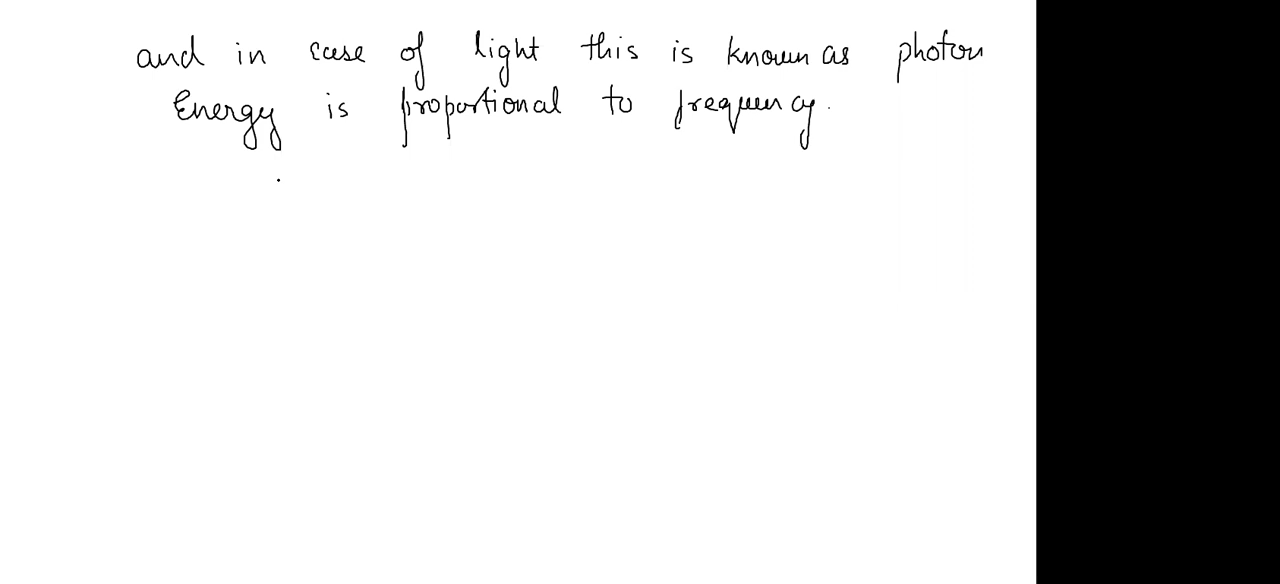 and in case of light this is known as photon
Energy is proportional to frequency.